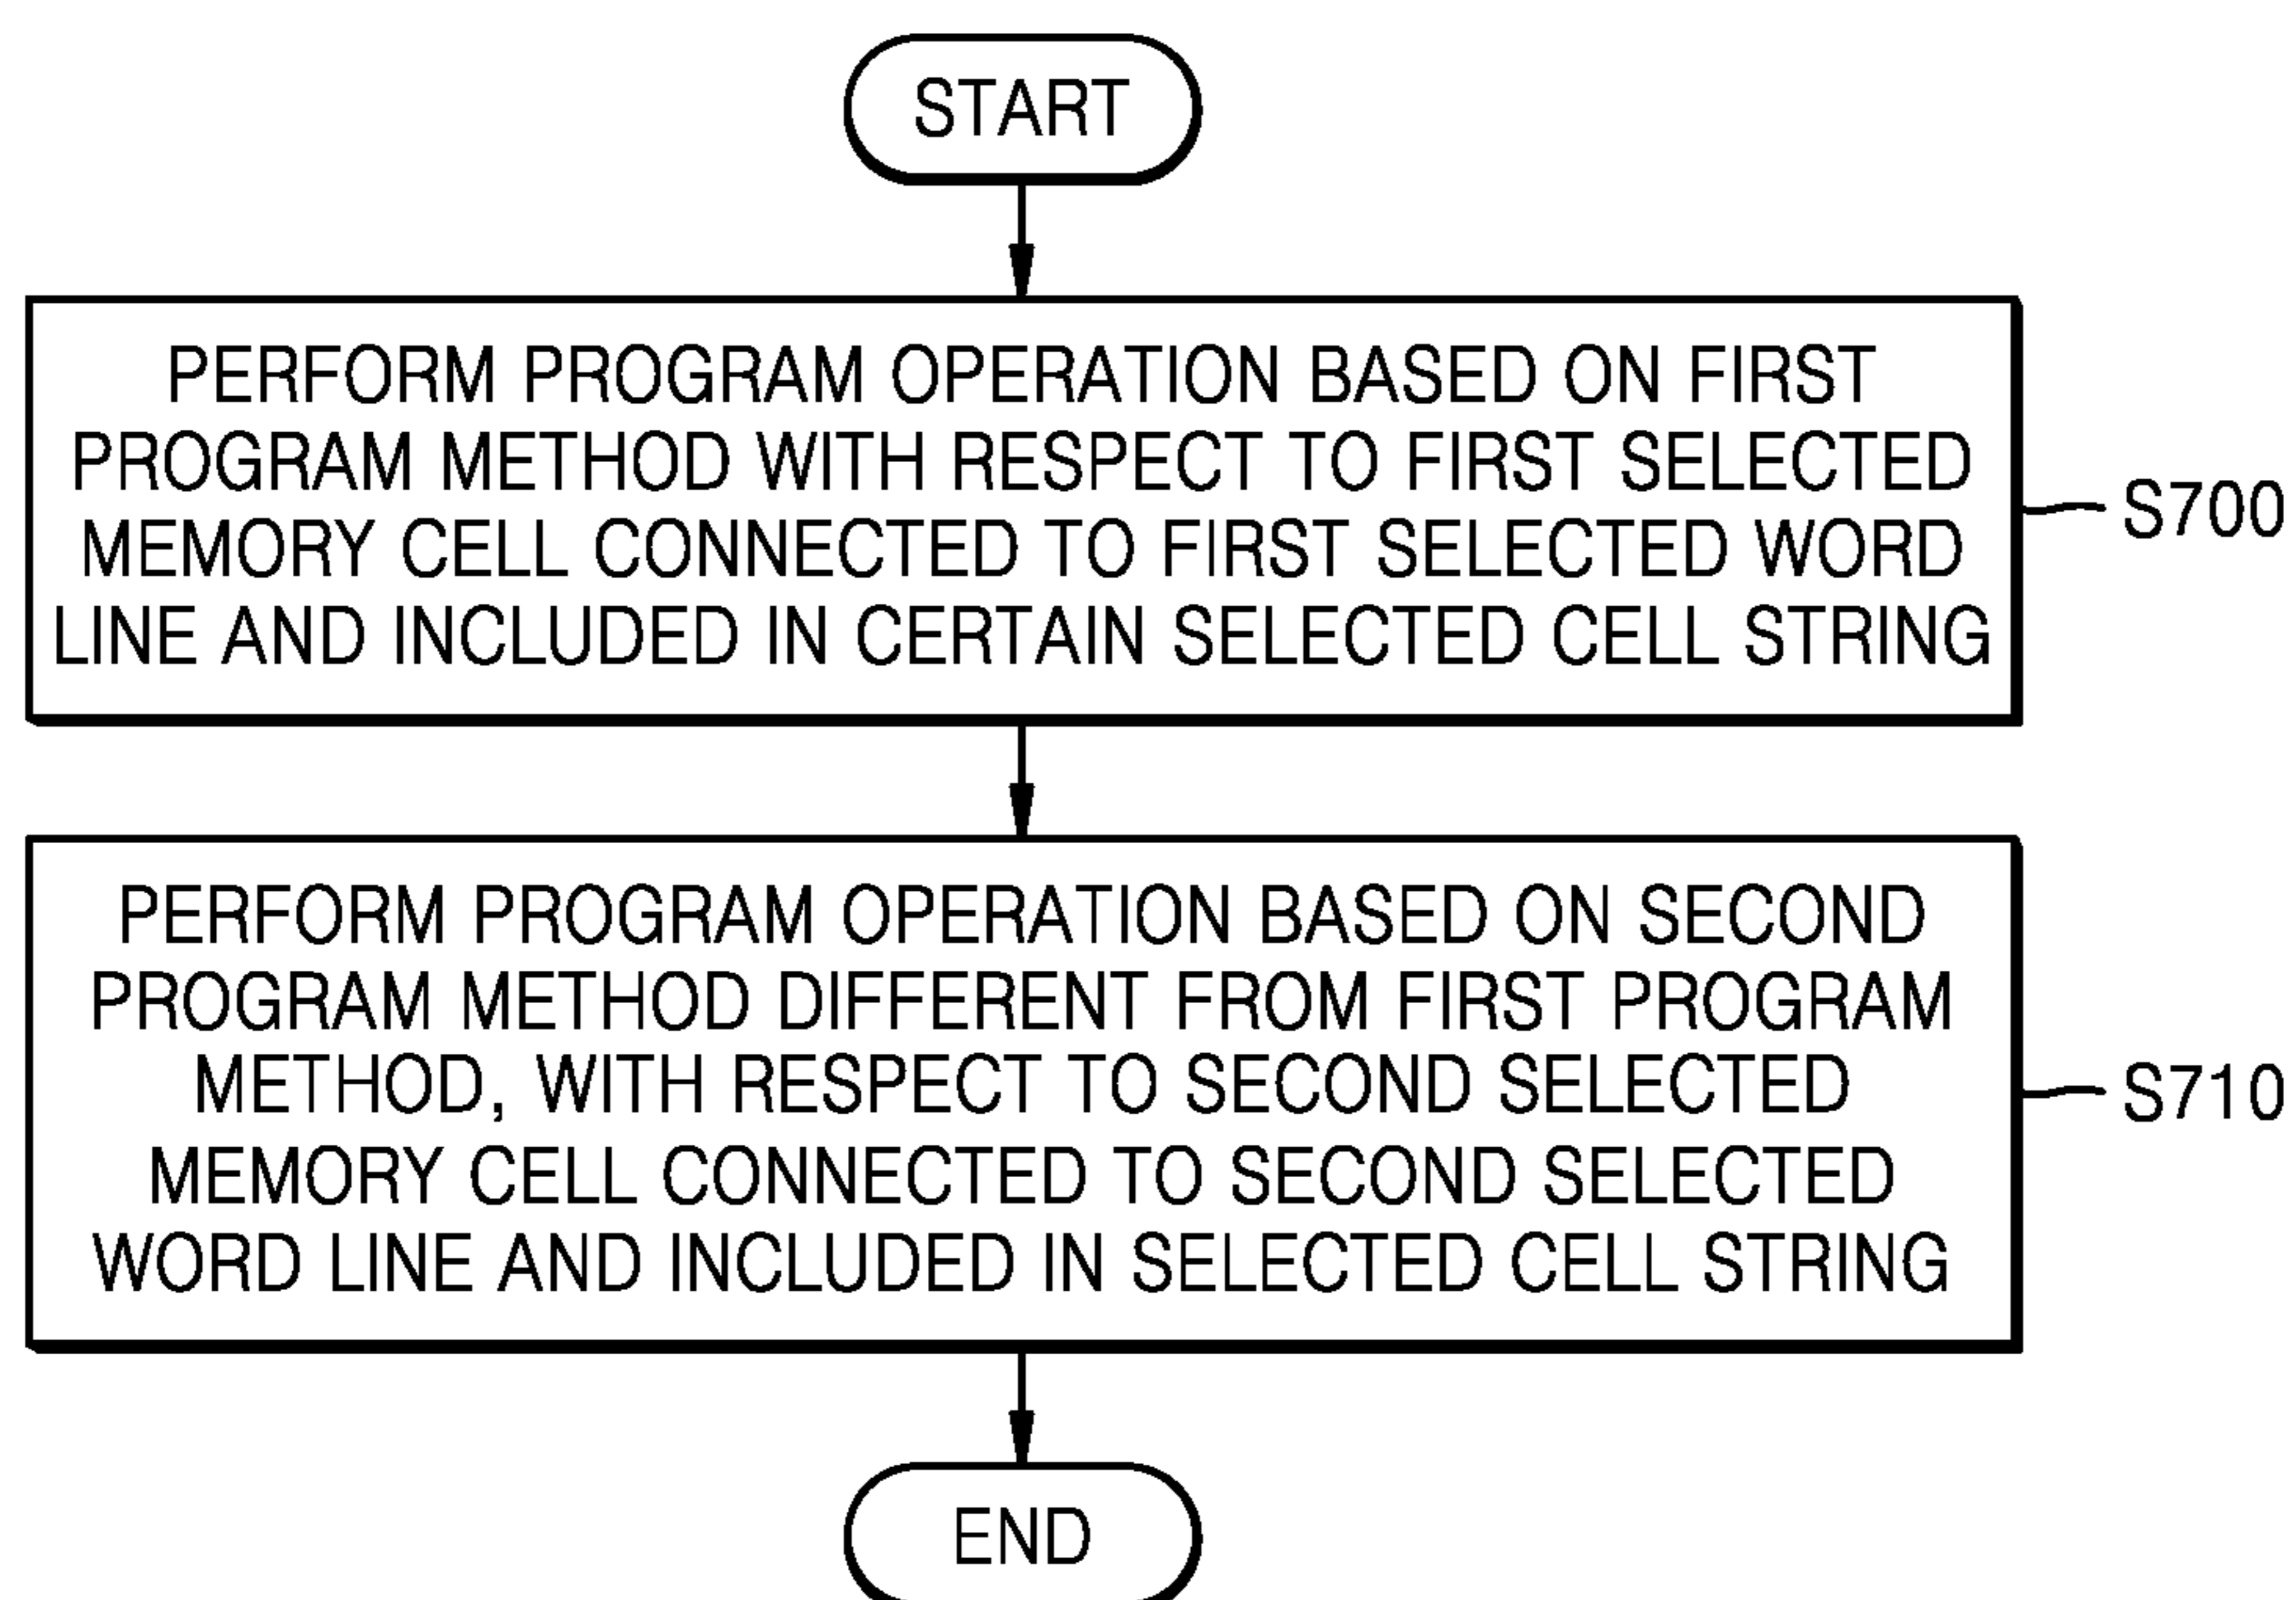 START
PERFORM PROGRAM OPERATION BASED ON FIRST
PROGRAM METHOD WITH RESPECT TO FIRST SELECTED
MEMORY CELL CONNECTED TO FIRST SELECTED WORD
LINE AND INCLUDED IN CERTAIN SELECTED CELL STRING
S700
PERFORM PROGRAM OPERATION BASED ON SECOND
PROGRAM METHOD DIFFERENT FROM FIRST PROGRAM
METHOD, WITH RESPECT TO SECOND SELECTED
MEMORY CELL CONNECTED TO SECOND SELECTED
WORD LINE AND INCLUDED IN SELECTED CELL STRING
S710
END